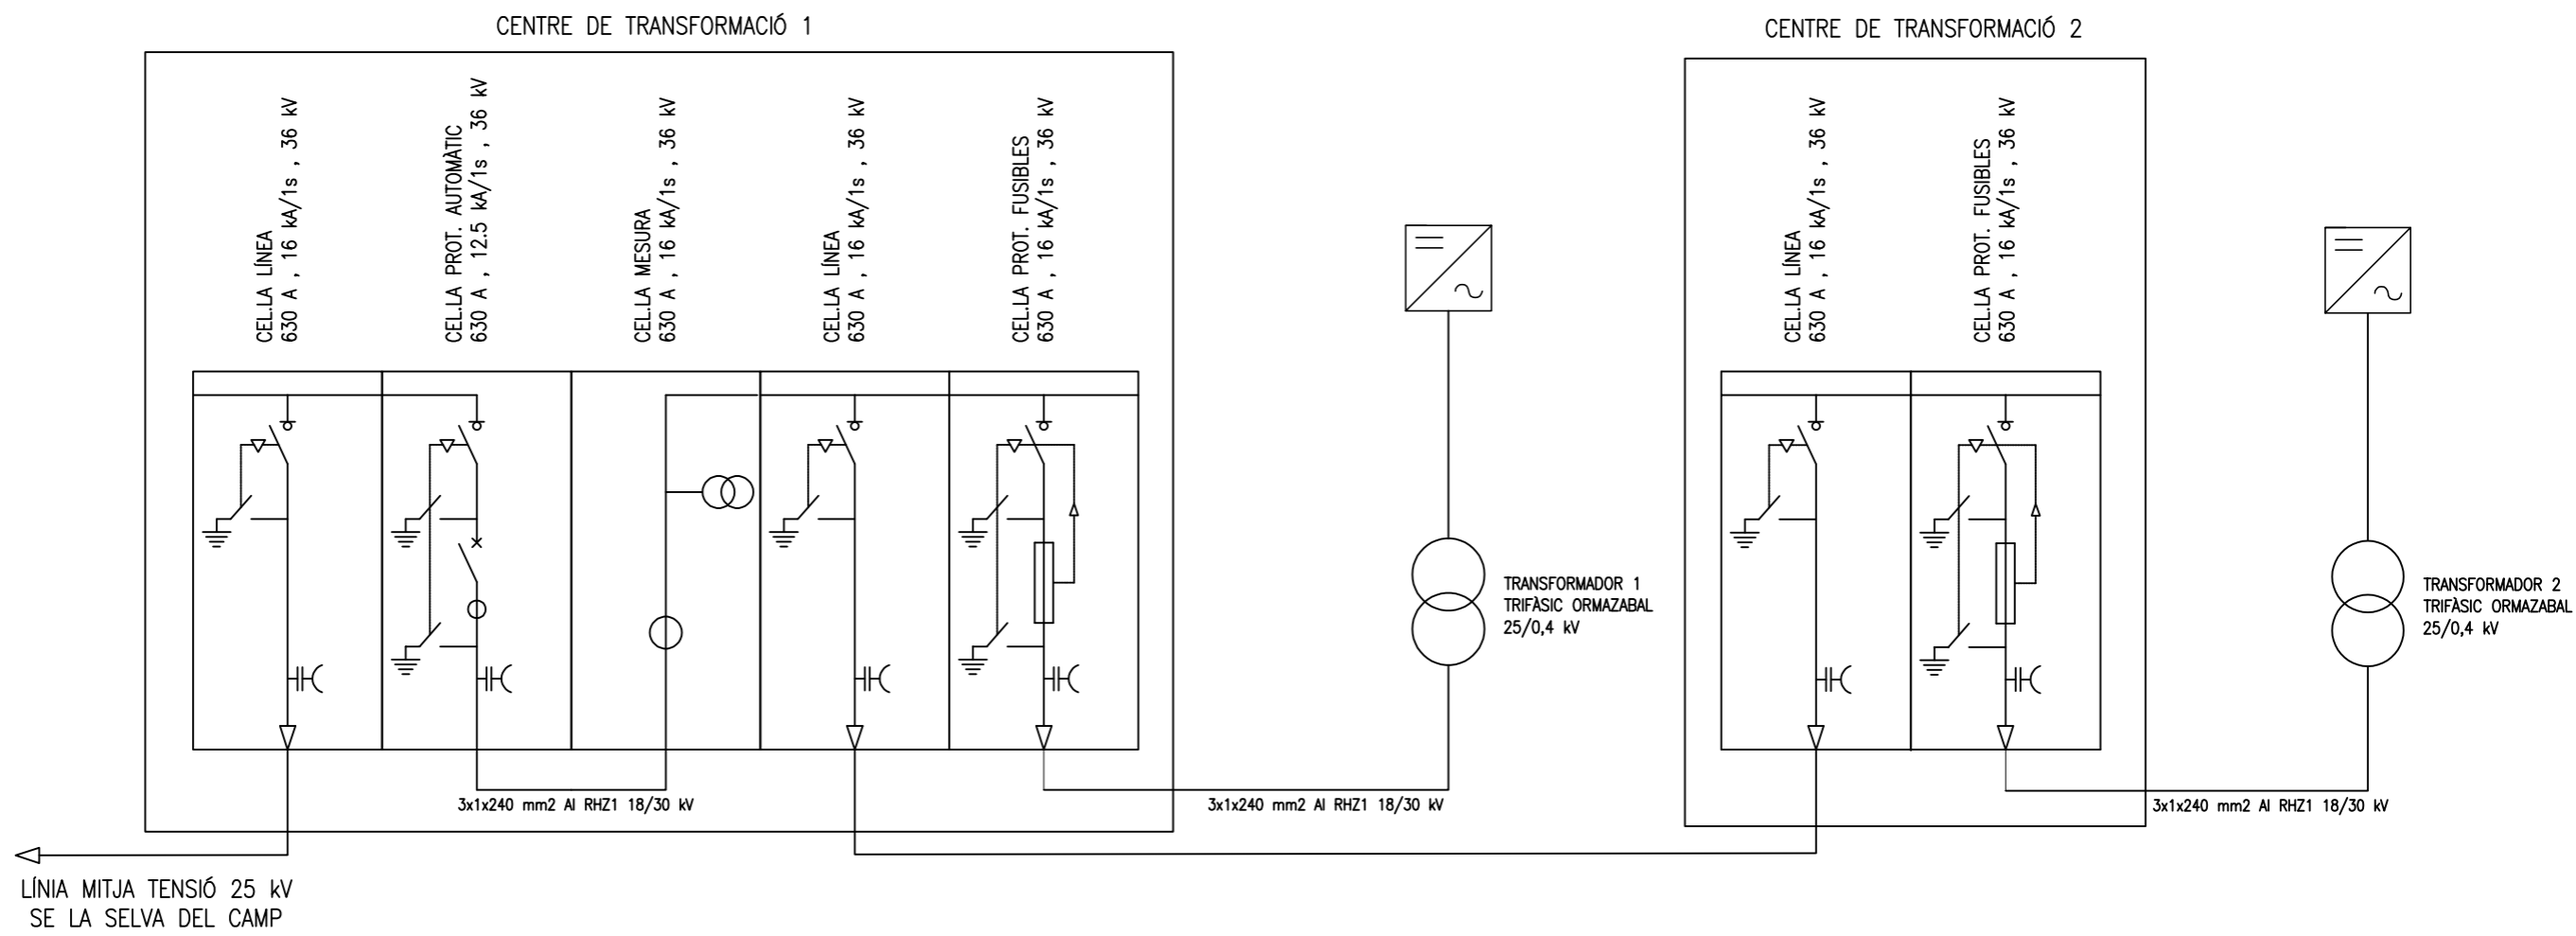 CENTRE DE TRANSFORMACIÓ 1
CEL.LA LÍNEA
630 A , 16 kA/1s , 36 kV
CEL.LA PROT. AUTOMÀTIC
630 A , 12.5 kA/1s , 36 kV
CEL.LA MESURA
630 A , 16 kA/1s , 36 kV
CEL.LA LÍNEA
630 A , 16 kA/1s , 36 kV
CEL.LA PROT. FUSIBLES
630 A , 16 kA/1s , 36 kV
3x1x240 mm2 Al RHZ1 18/30 kV
3x1x240 mm2 Al RHZ1 18/30 kV
TRANSFORMADOR 1
TRIFÀSIC ORMAZABAL
25/0,4 kV
LÍNIA MITJA TENSIÓ 25 kV
SE LA SELVA DEL CAMP
CENTRE DE TRANSFORMACIÓ 2
CEL.LA LÍNEA
630 A , 16 kA/1s , 36 kV
CEL.LA PROT. FUSIBLES
630 A , 16 kA/1s , 36 kV
3x1x240 mm2 Al RHZ1 18/30 kV
TRANSFORMADOR 2
TRIFÀSIC ORMAZABAL
25/0,4 kV